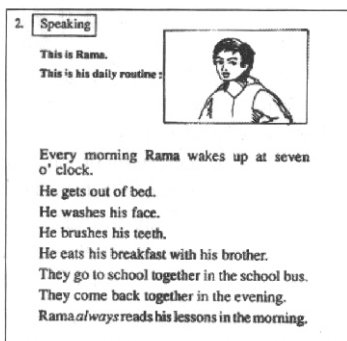 2. Speaking
This is Rama.
This is his daily routine :
Every morning Rama wakes up at seven
o' clock.
He gets out of bed.
He washes his face.
He brushes his teeth.
He eats his breakfast with his brother.
They go to school together in the school bus.
They come back together in the evening.
Rama always reads his lessons in the morning.